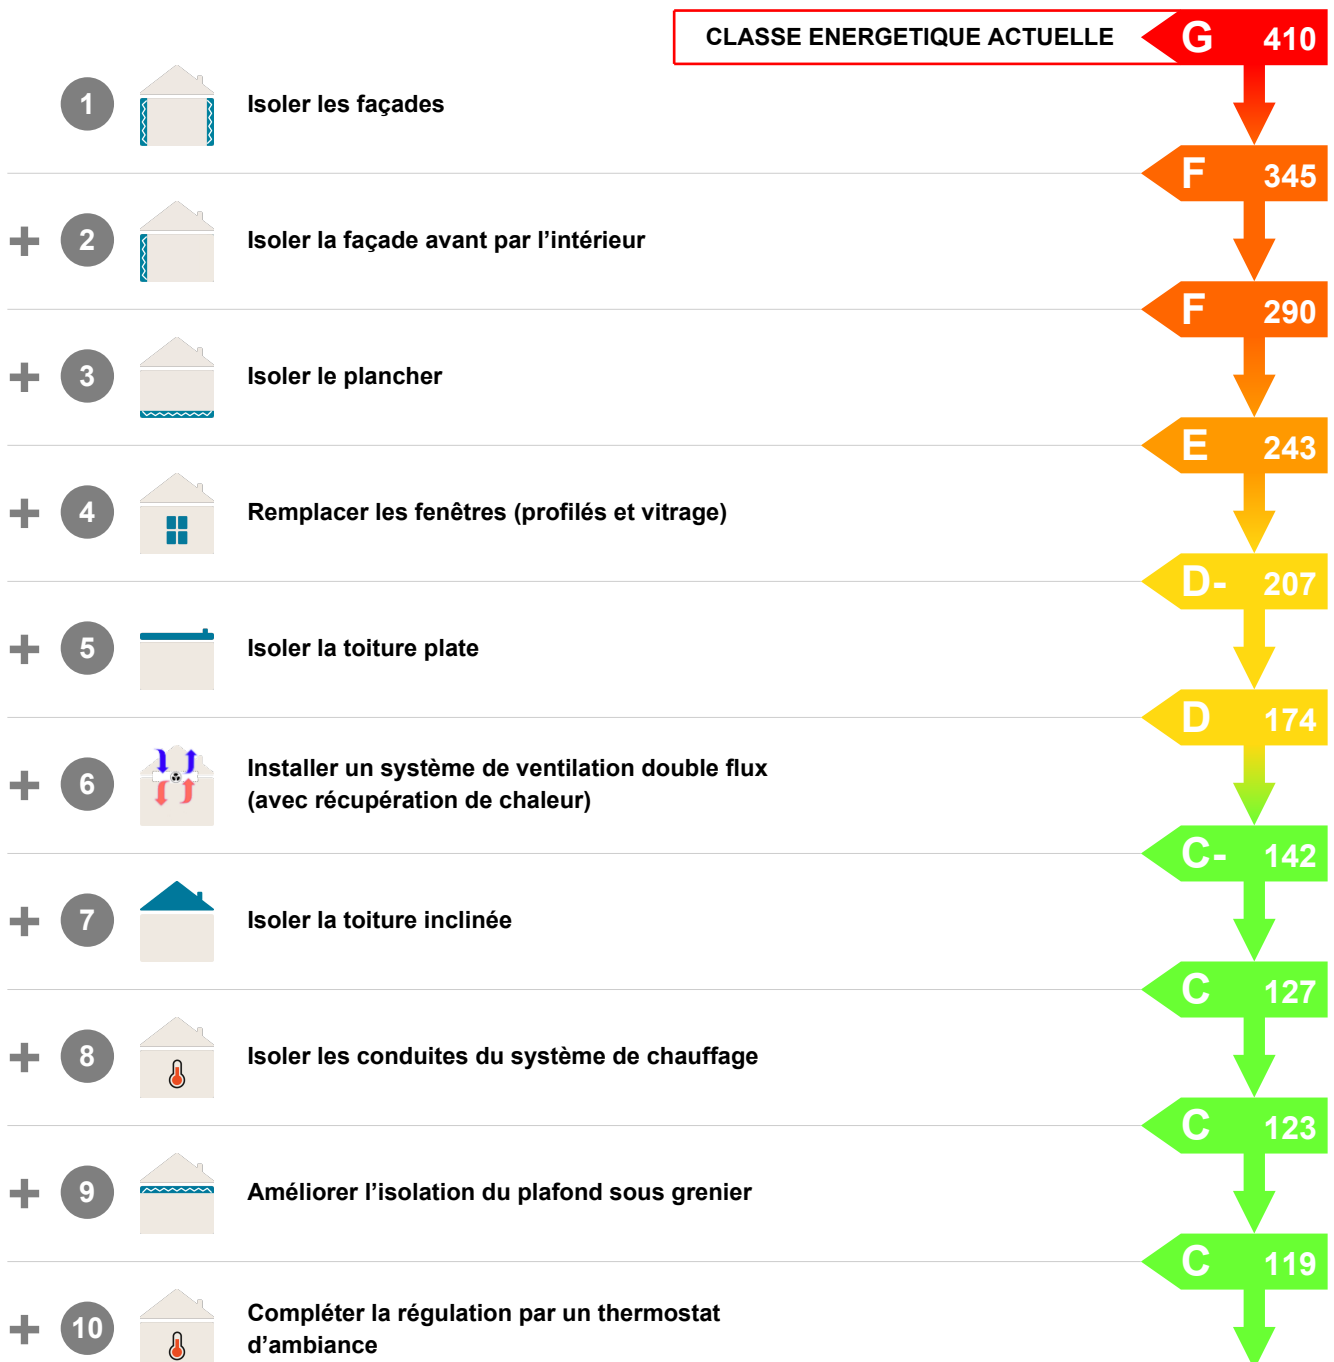 CLASSE ENERGETIQUE ACTUELLE G 410
1 Isoler les façades
F 345
+ 2 Isoler la façade avant par l’intérieur
F 290
+ 3 Isoler le plancher
E 243
+ 4 Remplacer les fenêtres (profilés et vitrage)
D- 207
+ 5 Isoler la toiture plate
D 174
+ 6 Installer un système de ventilation double flux
(avec récupération de chaleur)
C- 142
+ 7 Isoler la toiture inclinée
C 127
+ 8 Isoler les conduites du système de chauffage
C 123
+ 9 Améliorer l’isolation du plafond sous grenier
C 119
+ 10 Compléter la régulation par un thermostat
d’ambiance